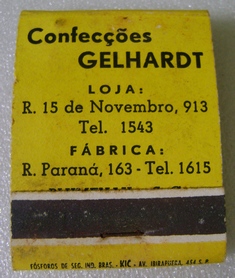 Confecções
GELHARDT
LOJA:
R. 15 de Novembro, 913
Tel. 1543
FÁBRICA:
R. Paraná, 163 - Tel. 1615
FÓSFOROS DE SEG. IND. BRAS. - KIC - AV. IBIRAPUERA, 454 S. P.